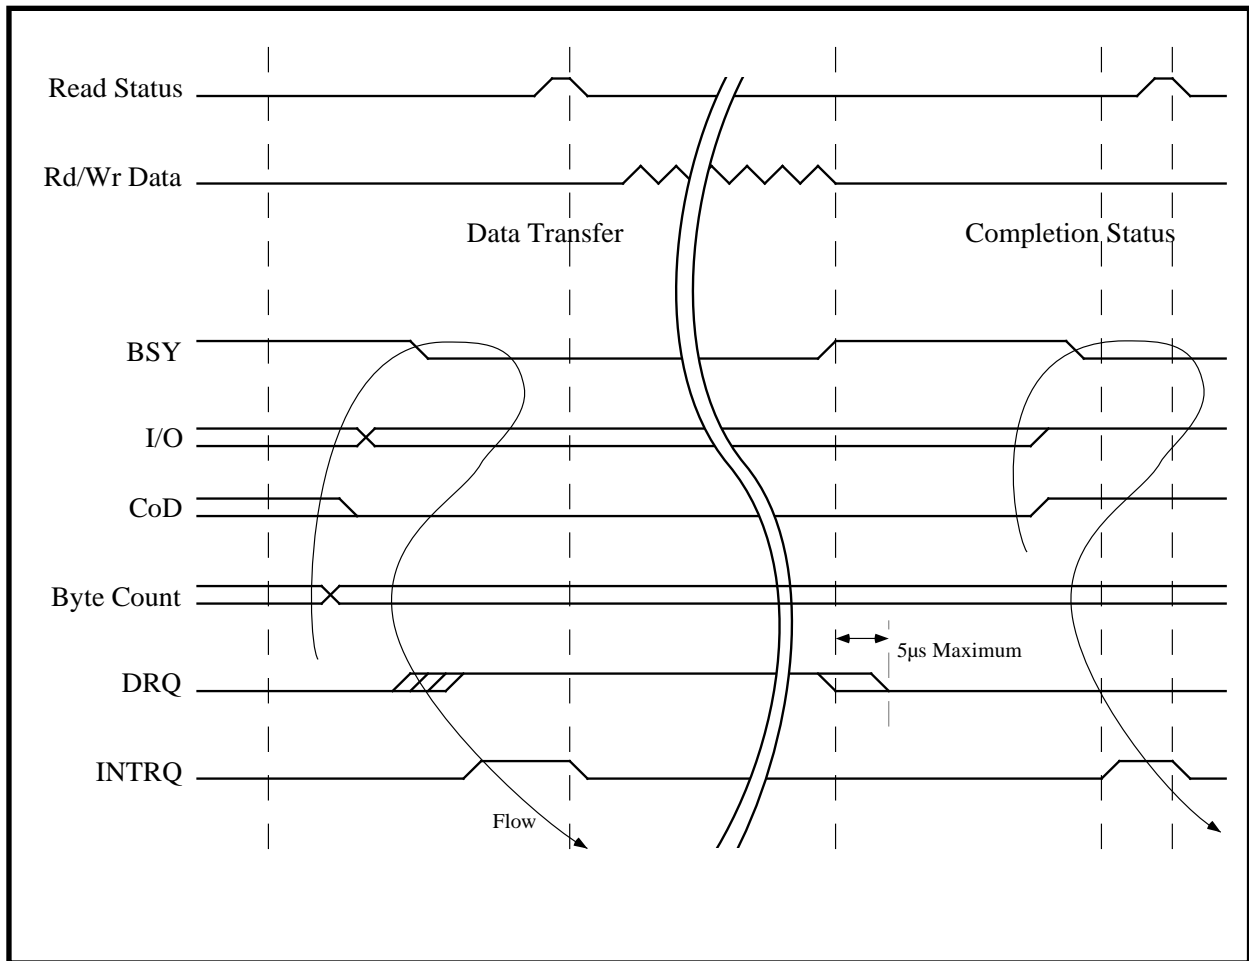 Read Status
Rd/Wr Data
Data Transfer
Completion Status
BSY
I/O
CoD
Byte Count
5µs Maximum
DRQ
INTRQ
Flow